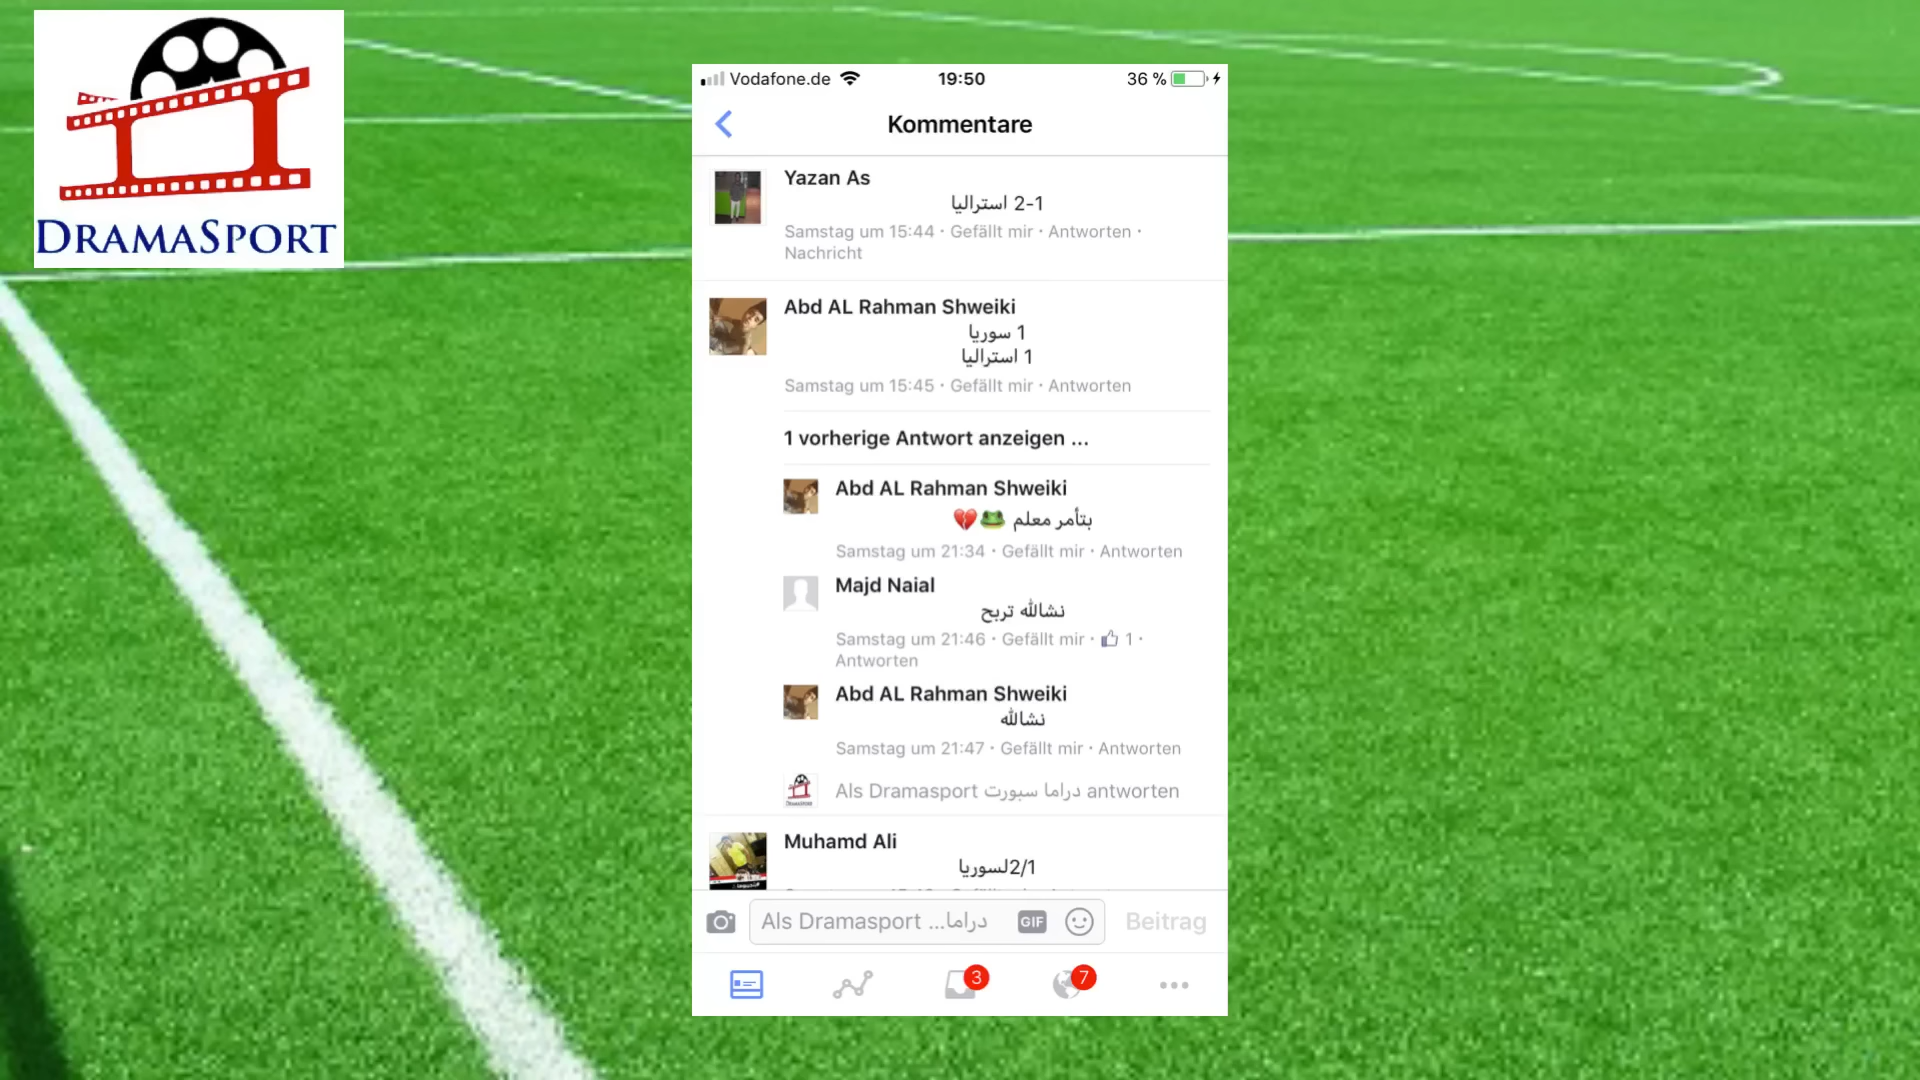 DRAMASPORT
Vodafone.de 19:50 36 %
Kommentare
Yazan As
2-1 استراليا
Samstag um 15:44 · Gefällt mir · Antworten ·
Nachricht
Abd AL Rahman Shweiki
1 سوريا
1 استراليا
Samstag um 15:45 · Gefällt mir · Antworten
1 vorherige Antwort anzeigen ...
Abd AL Rahman Shweiki
بتأمر معلم 🐸💔
Samstag um 21:34 · Gefällt mir · Antworten
Majd Naial
نشالله تربح
Samstag um 21:46 · Gefällt mir · 1 ·
Antworten
Abd AL Rahman Shweiki
نشالله
Samstag um 21:47 · Gefällt mir · Antworten
Als Dramasport دراما سبورت antworten
Muhamd Ali
2/1لسوريا
Als Dramasport ...دراما GIF Beitrag
3 7